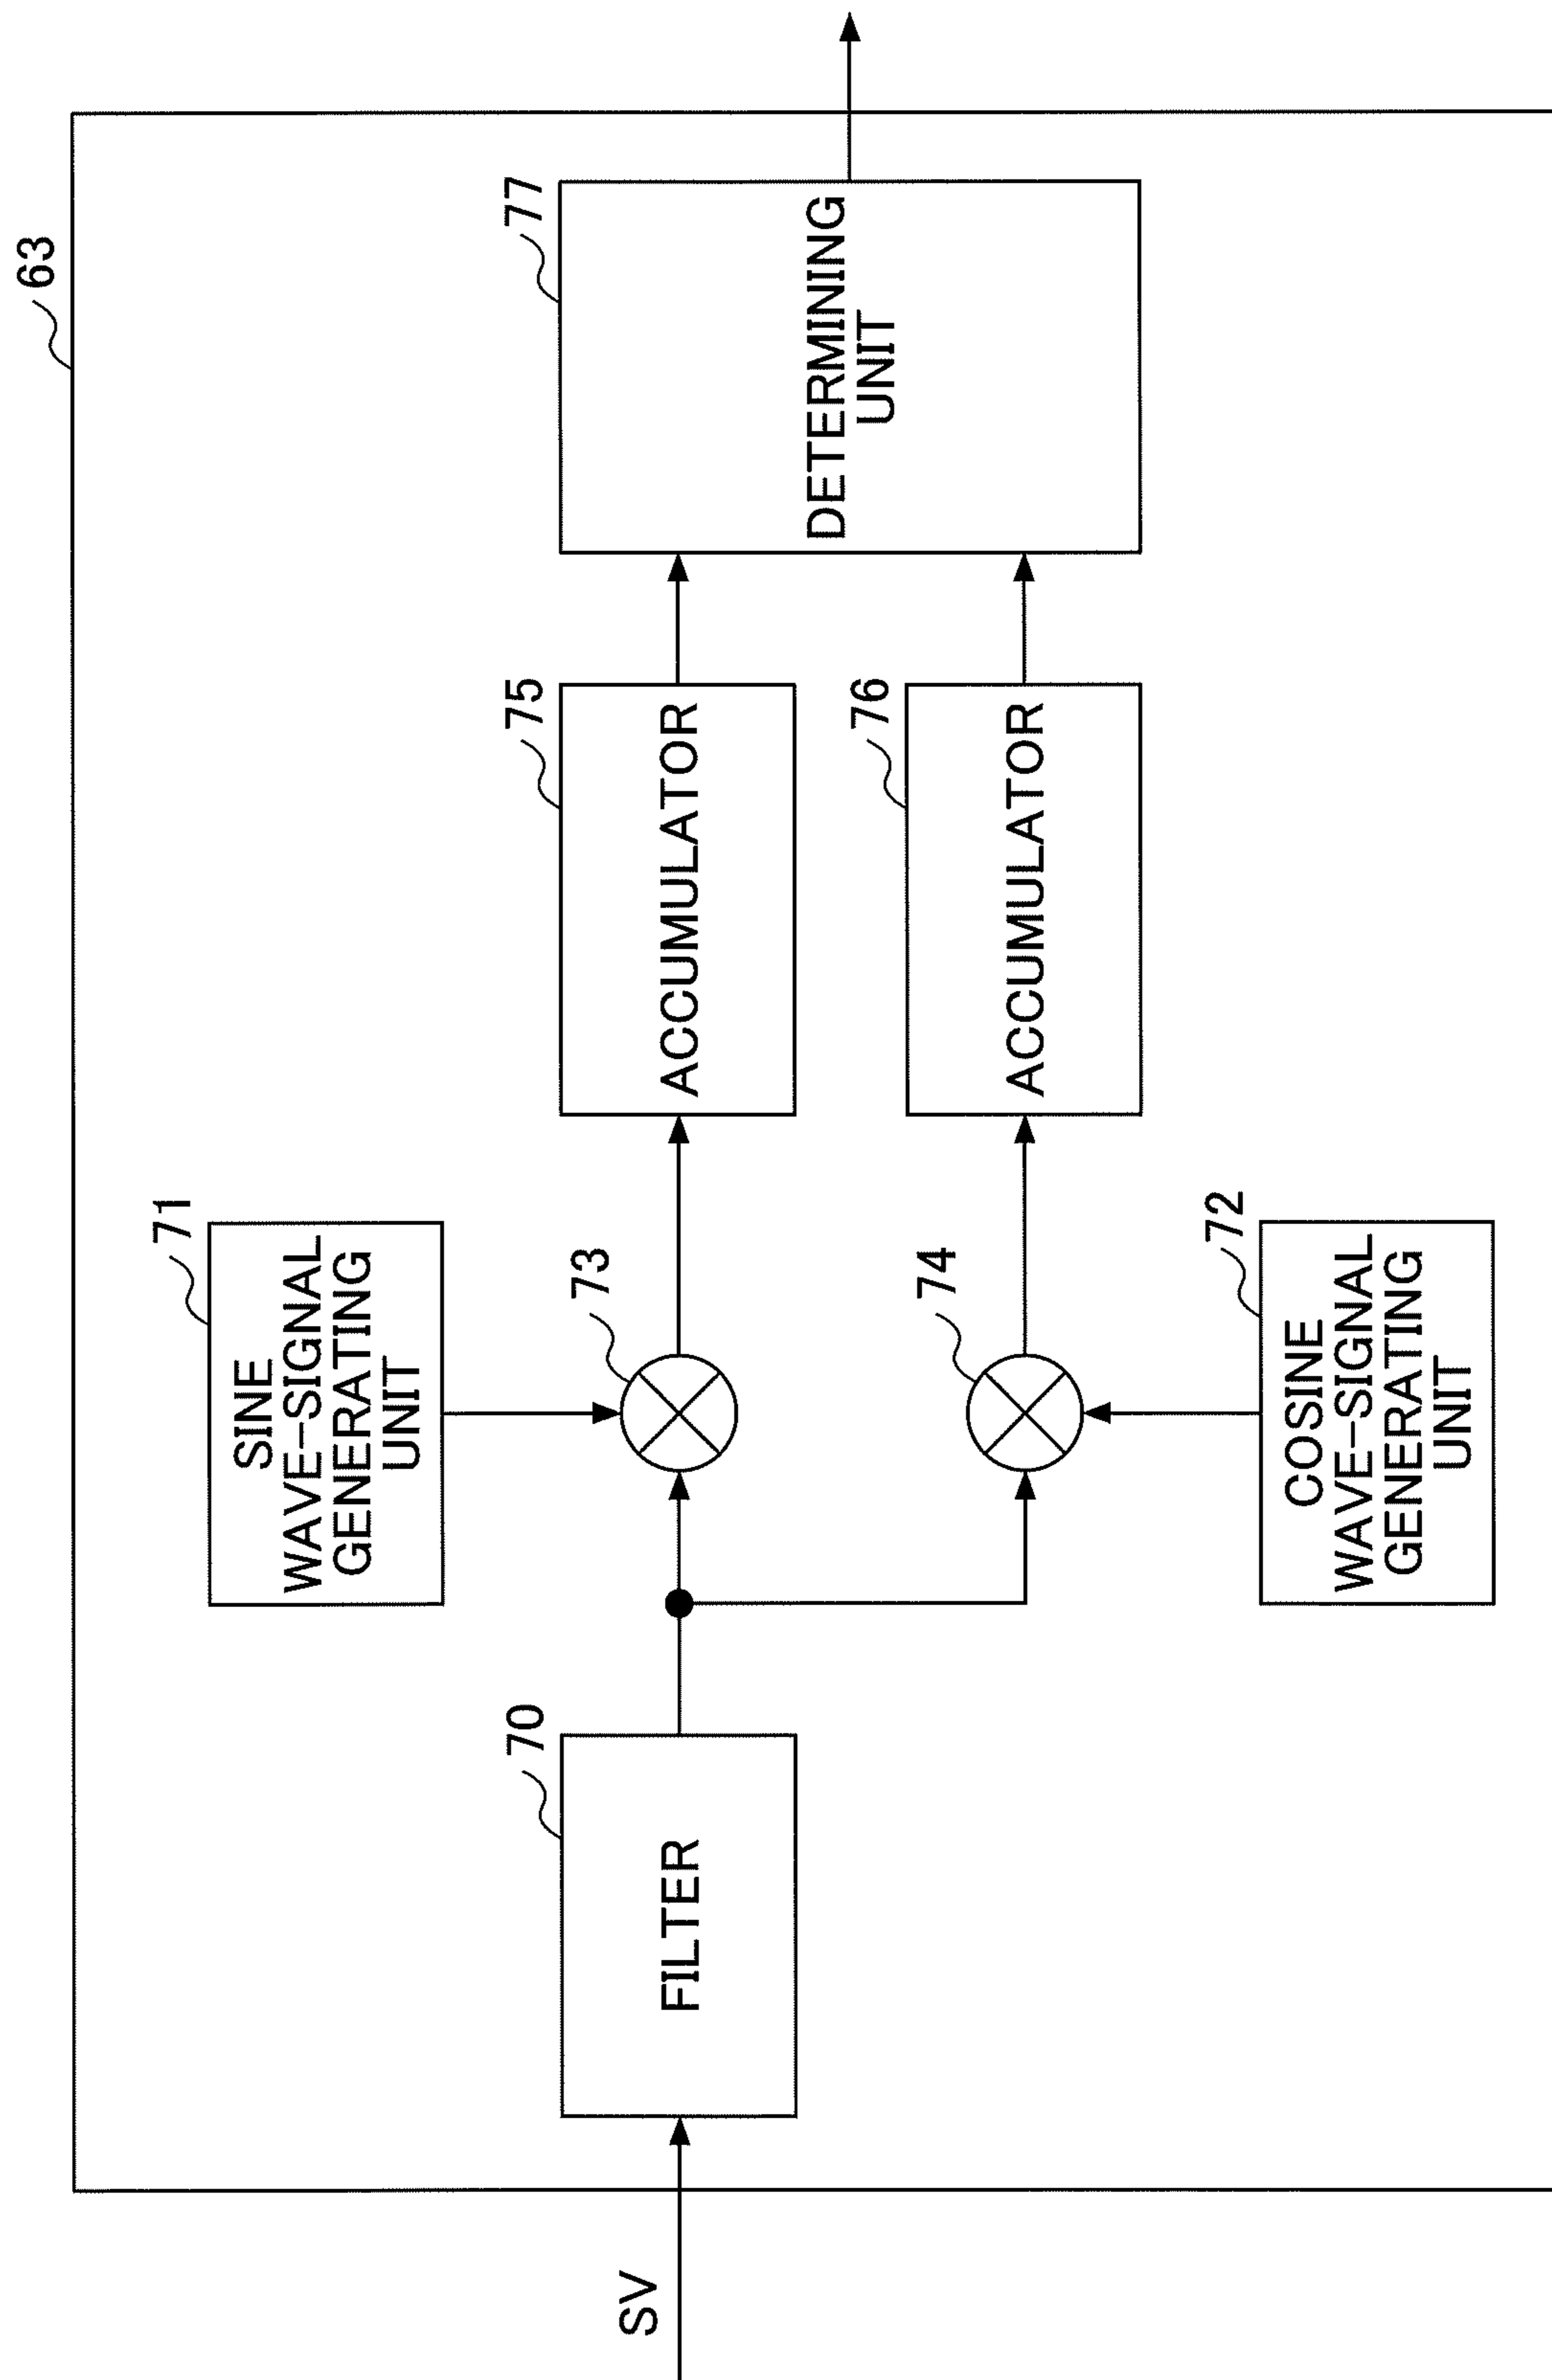 63
71
SINE
WAVE-SIGNAL
GENERATING
UNIT
SV
70
FILTER
73
75
ACCUMULATOR
77
DETERMINING
UNIT
74
76
ACCUMULATOR
72
COSINE
WAVE-SIGNAL
GENERATING
UNIT